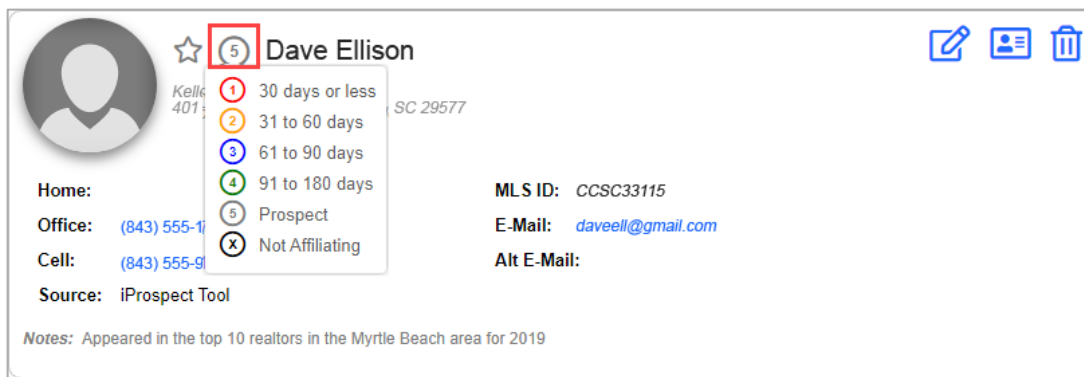 5 Dave Ellison
401 SC 29577
1 30 days or less
2 31 to 60 days
3 61 to 90 days
4 91 to 180 days
5 Prospect
X Not Affiliating
Home:
Office: (843) 555-1
Cell: (843) 555-9
Source: iProspect Tool
MLS ID: CCSC33115
E-Mail: daveell@gmail.com
Alt E-Mail:
Notes: Appeared in the top 10 realtors in the Myrtle Beach area for 2019